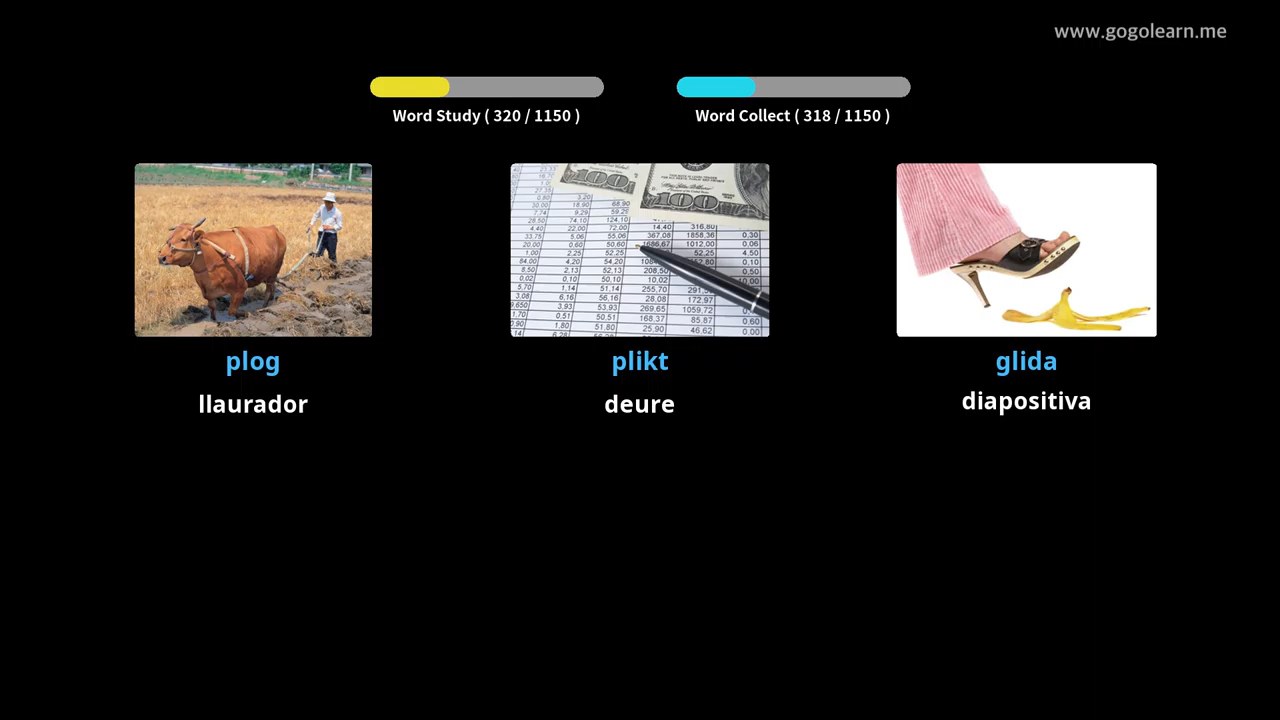 www.gogolearn.me
Word Study ( 320 / 1150 )
Word Collect ( 318 / 1150 )
plog
plikt
glida
llaurador
deure
diapositiva